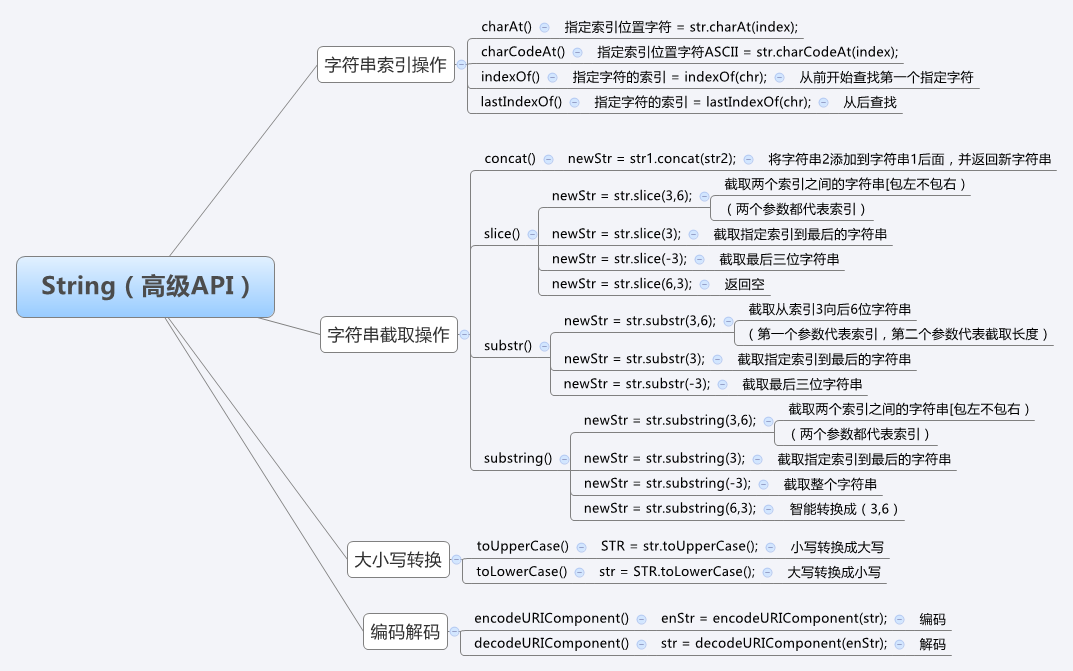 String（高级API）
字符串索引操作
charAt() 指定索引位置字符 = str.charAt(index);
charCodeAt() 指定索引位置字符ASCII = str.charCodeAt(index);
indexOf() 指定字符的索引 = indexOf(chr); 从前开始查找第一个指定字符
lastIndexOf() 指定字符的索引 = lastIndexOf(chr); 从后查找
字符串截取操作
concat() newStr = str1.concat(str2); 将字符串2添加到字符串1后面，并返回新字符串
slice()
newStr = str.slice(3,6); 截取两个索引之间的字符串[包左不包右）
（两个参数都代表索引）
newStr = str.slice(3); 截取指定索引到最后的字符串
newStr = str.slice(-3); 截取最后三位字符串
newStr = str.slice(6,3); 返回空
substr()
newStr = str.substr(3,6); 截取从索引3向后6位字符串
（第一个参数代表索引，第二个参数代表截取长度）
newStr = str.substr(3); 截取指定索引到最后的字符串
newStr = str.substr(-3); 截取最后三位字符串
substring()
newStr = str.substring(3,6); 截取两个索引之间的字符串[包左不包右）
（两个参数都代表索引）
newStr = str.substring(3); 截取指定索引到最后的字符串
newStr = str.substring(-3); 截取整个字符串
newStr = str.substring(6,3); 智能转换成（3,6）
大小写转换
toUpperCase() STR = str.toUpperCase(); 小写转换成大写
toLowerCase() str = STR.toLowerCase(); 大写转换成小写
编码解码
encodeURIComponent() enStr = encodeURIComponent(str); 编码
decodeURIComponent() str = decodeURIComponent(enStr); 解码